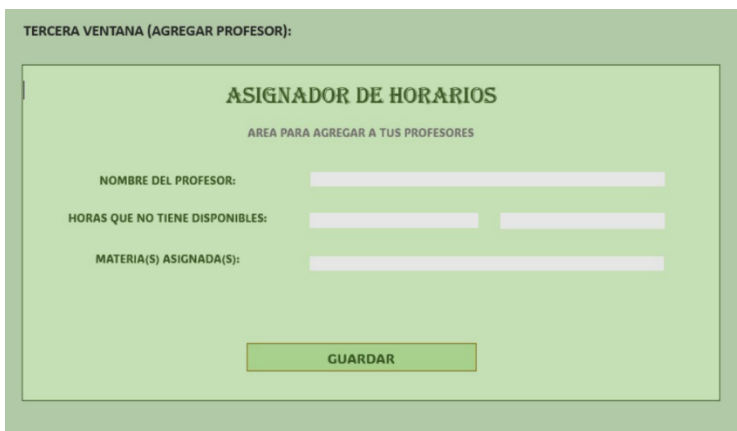 TERCERA VENTANA (AGREGAR PROFESOR):
ASIGNADOR DE HORARIOS
AREA PARA AGREGAR A TUS PROFESORES
NOMBRE DEL PROFESOR:
HORAS QUE NO TIENE DISPONIBLES:
MATERIA(S) ASIGNADA(S):
GUARDAR